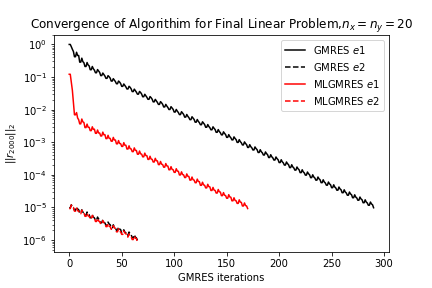 Convergence of Algorithim for Final Linear Problem,$n_x = n_y = 20$
GMRES e1
GMRES e2
MLGMRES e1
MLGMRES e2
||r_{2000}||_2
10^0
10^{-1}
10^{-2}
10^{-3}
10^{-4}
10^{-5}
10^{-6}
0 50 100 150 200 250 300
GMRES iterations